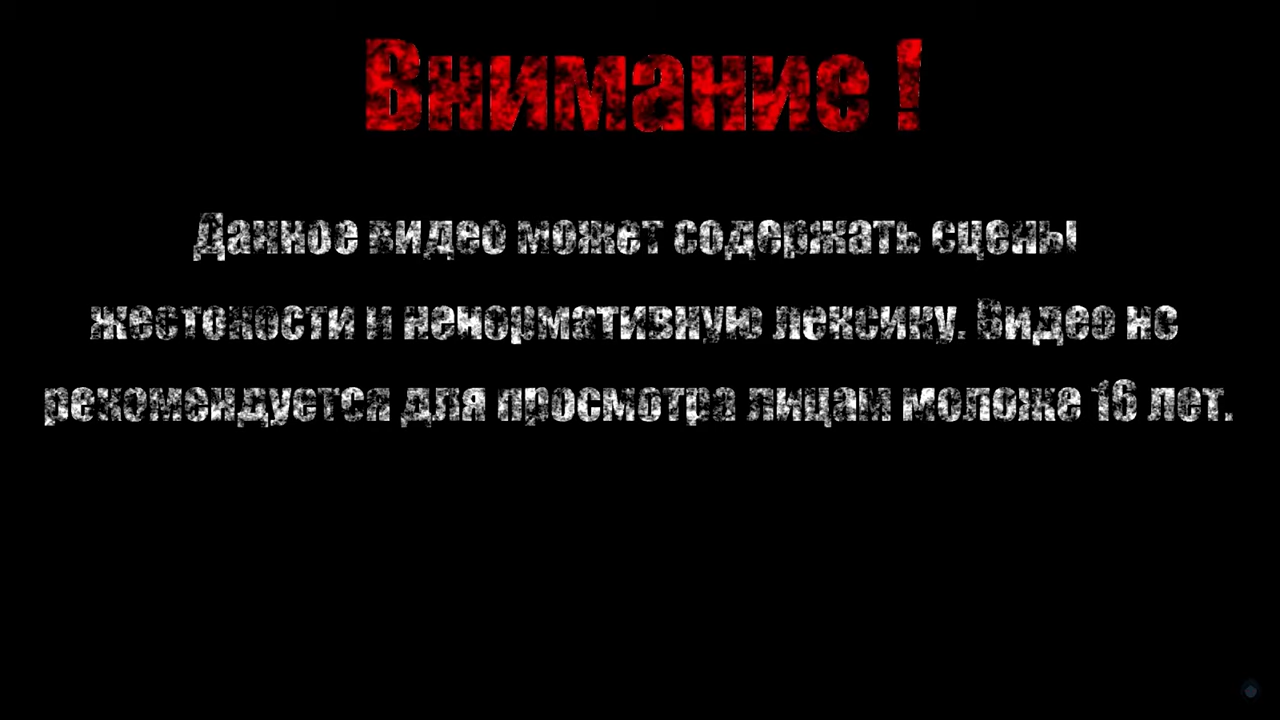 Внимание !
Данное видео может содержать сцены
жестокости и ненормативную лексику. Видео не
рекомендуется для просмотра лицам моложе 16 лет.